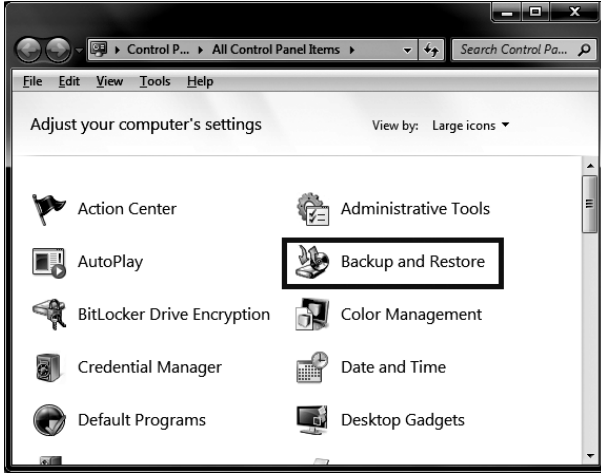 Control P... All Control Panel Items Search Control Pa...
File Edit View Tools Help
Adjust your computer's settings View by: Large icons
Action Center Administrative Tools
AutoPlay Backup and Restore
BitLocker Drive Encryption Color Management
Credential Manager Date and Time
Default Programs Desktop Gadgets